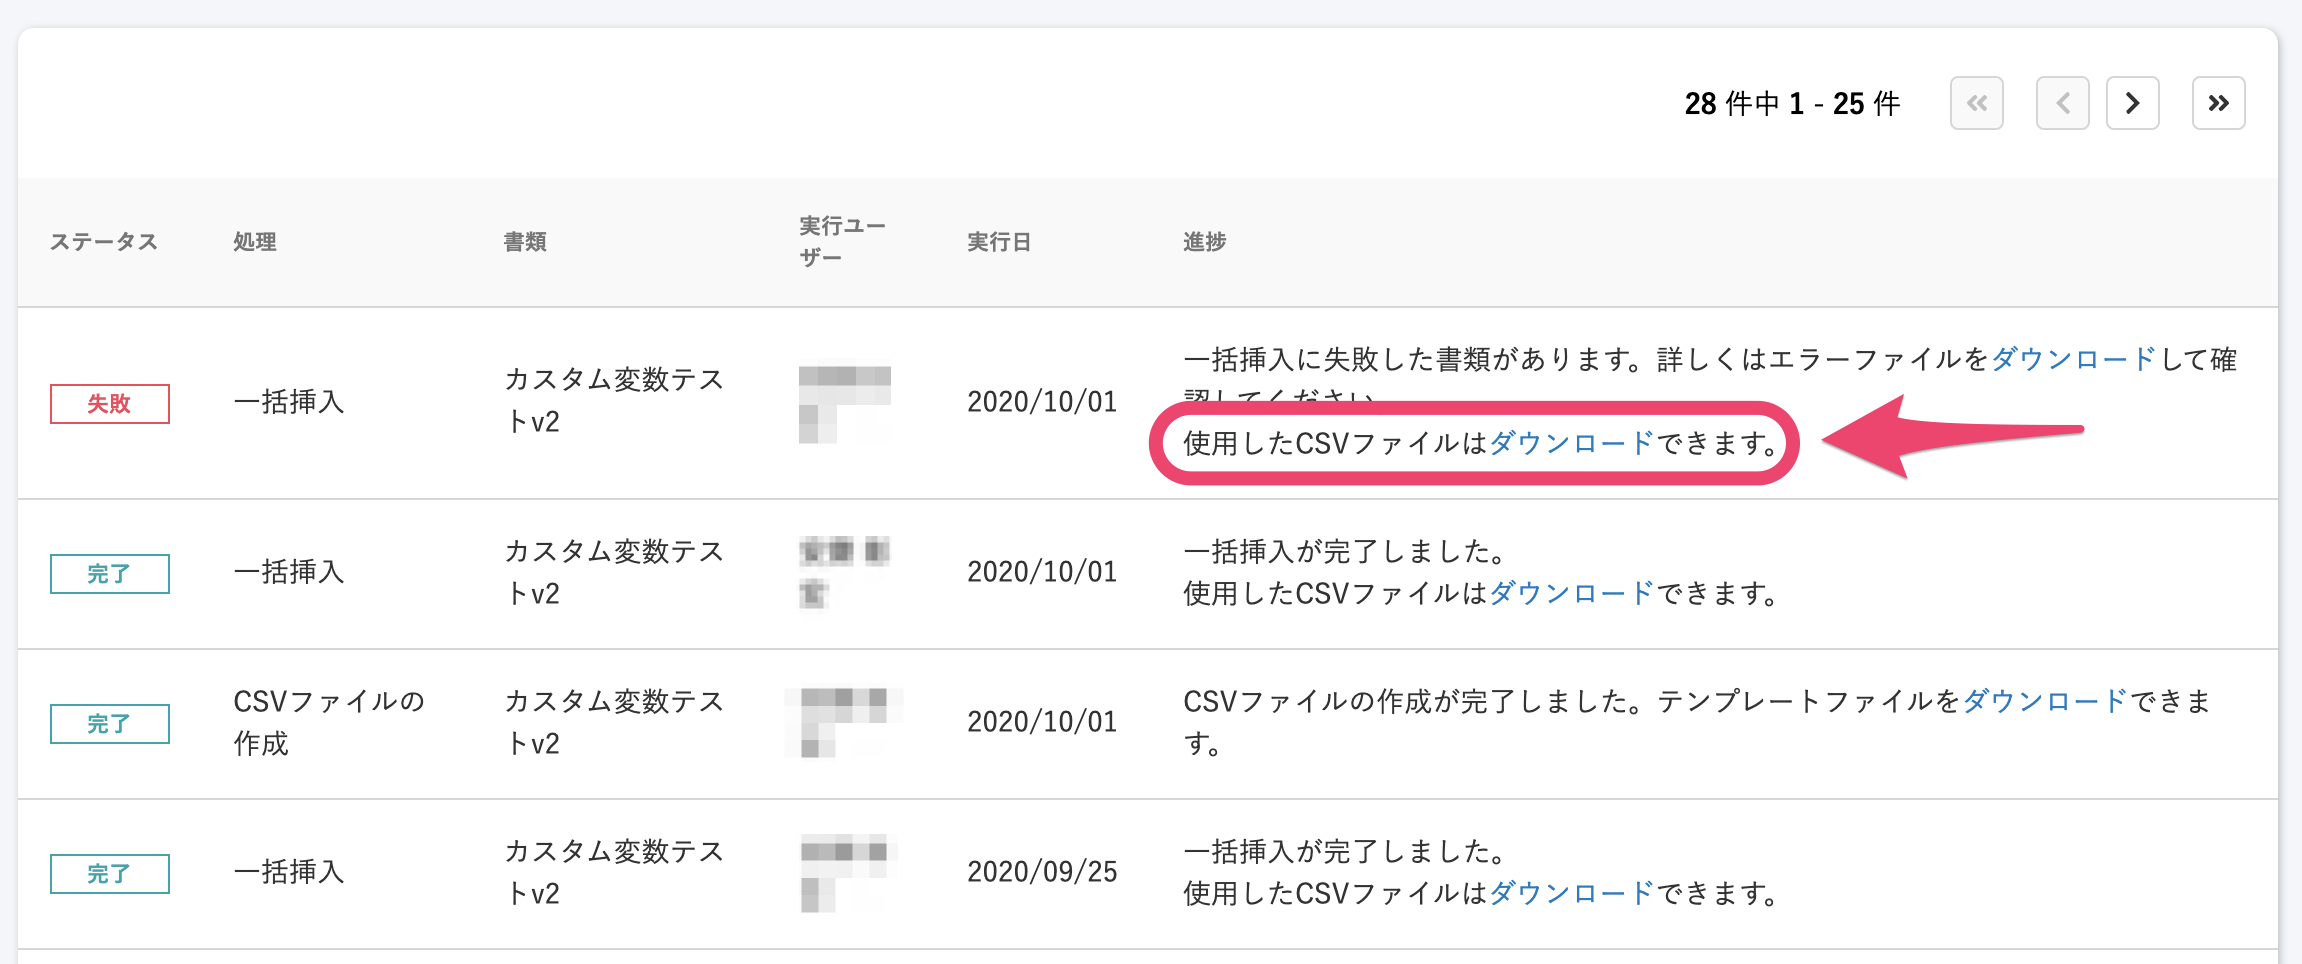 28 件中 1 - 25 件
ステータス
処理
書類
実行ユー
ザー
実行日
進捗
失敗
一括挿入
カスタム変数テス
トv2
2020/10/01
一括挿入に失敗した書類があります。詳しくはエラーファイルをダウンロードして確
認してください
使用したCSVファイルはダウンロードできます。
完了
一括挿入
カスタム変数テス
トv2
2020/10/01
一括挿入が完了しました。
使用したCSVファイルはダウンロードできます。
完了
CSVファイルの
作成
カスタム変数テス
トv2
2020/10/01
CSVファイルの作成が完了しました。テンプレートファイルをダウンロードできま
す。
完了
一括挿入
カスタム変数テス
トv2
2020/09/25
一括挿入が完了しました。
使用したCSVファイルはダウンロードできます。